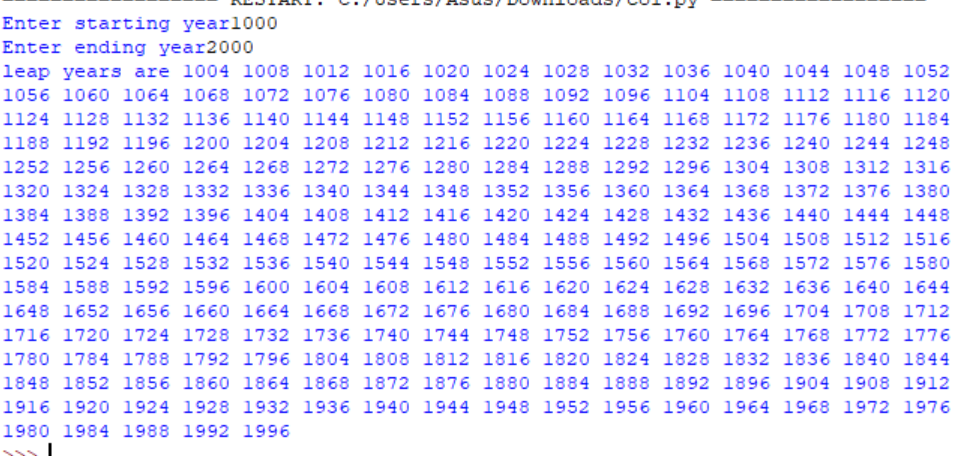 =================== RESTART: C:/Users/Asus/Downloads/co1.py ===================
Enter starting year1000
Enter ending year2000
leap years are 1004 1008 1012 1016 1020 1024 1028 1032 1036 1040 1044 1048 1052
1056 1060 1064 1068 1072 1076 1080 1084 1088 1092 1096 1104 1108 1112 1116 1120
1124 1128 1132 1136 1140 1144 1148 1152 1156 1160 1164 1168 1172 1176 1180 1184
1188 1192 1196 1200 1204 1208 1212 1216 1220 1224 1228 1232 1236 1240 1244 1248
1252 1256 1260 1264 1268 1272 1276 1280 1284 1288 1292 1296 1304 1308 1312 1316
1320 1324 1328 1332 1336 1340 1344 1348 1352 1356 1360 1364 1368 1372 1376 1380
1384 1388 1392 1396 1404 1408 1412 1416 1420 1424 1428 1432 1436 1440 1444 1448
1452 1456 1460 1464 1468 1472 1476 1480 1484 1488 1492 1496 1504 1508 1512 1516
1520 1524 1528 1532 1536 1540 1544 1548 1552 1556 1560 1564 1568 1572 1576 1580
1584 1588 1592 1596 1600 1604 1608 1612 1616 1620 1624 1628 1632 1636 1640 1644
1648 1652 1656 1660 1664 1668 1672 1676 1680 1684 1688 1692 1696 1704 1708 1712
1716 1720 1724 1728 1732 1736 1740 1744 1748 1752 1756 1760 1764 1768 1772 1776
1780 1784 1788 1792 1796 1804 1808 1812 1816 1820 1824 1828 1832 1836 1840 1844
1848 1852 1856 1860 1864 1868 1872 1876 1880 1884 1888 1892 1896 1904 1908 1912
1916 1920 1924 1928 1932 1936 1940 1944 1948 1952 1956 1960 1964 1968 1972 1976
1980 1984 1988 1992 1996
>>>